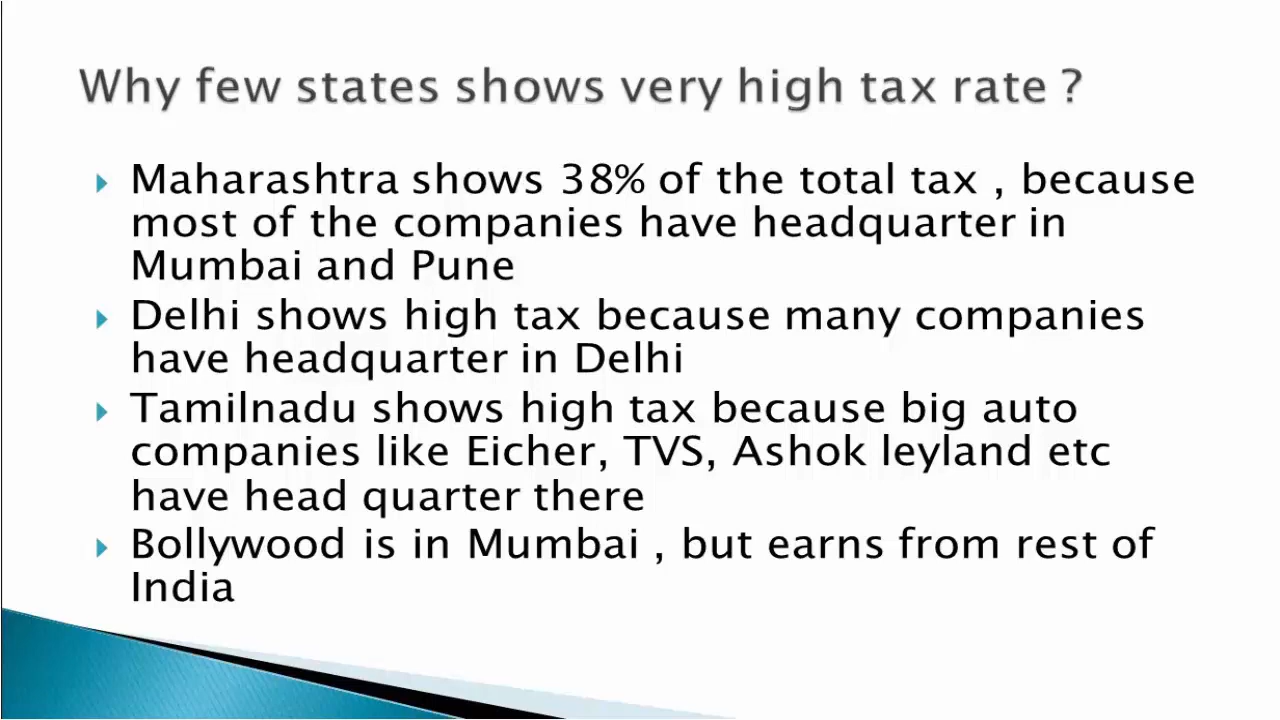 Why few states shows very high tax rate ?
Maharashtra shows 38% of the total tax , because
most of the companies have headquarter in
Mumbai and Pune
Delhi shows high tax because many companies
have headquarter in Delhi
Tamilnadu shows high tax because big auto
companies like Eicher, TVS, Ashok leyland etc
have head quarter there
Bollywood is in Mumbai , but earns from rest of
India